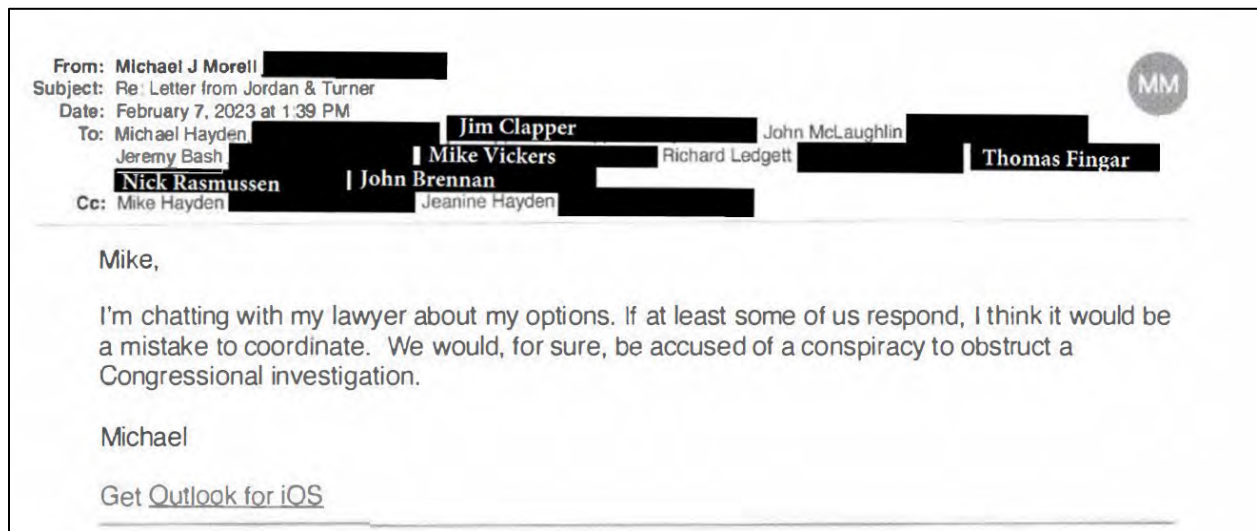 From: Michael J Morell
MM
Subject: Re: Letter from Jordan & Turner
Date: February 7, 2023 at 1:39 PM
To: Michael Hayden, Jim Clapper John McLaughlin
Jeremy Bash, | Mike Vickers Richard Ledgett | Thomas Fingar
Nick Rasmussen | John Brennan
Cc: Mike Hayden Jeanine Hayden
Mike,
I'm chatting with my lawyer about my options. If at least some of us respond, I think it would be
a mistake to coordinate. We would, for sure, be accused of a conspiracy to obstruct a
Congressional investigation.
Michael
Get Outlook for iOS